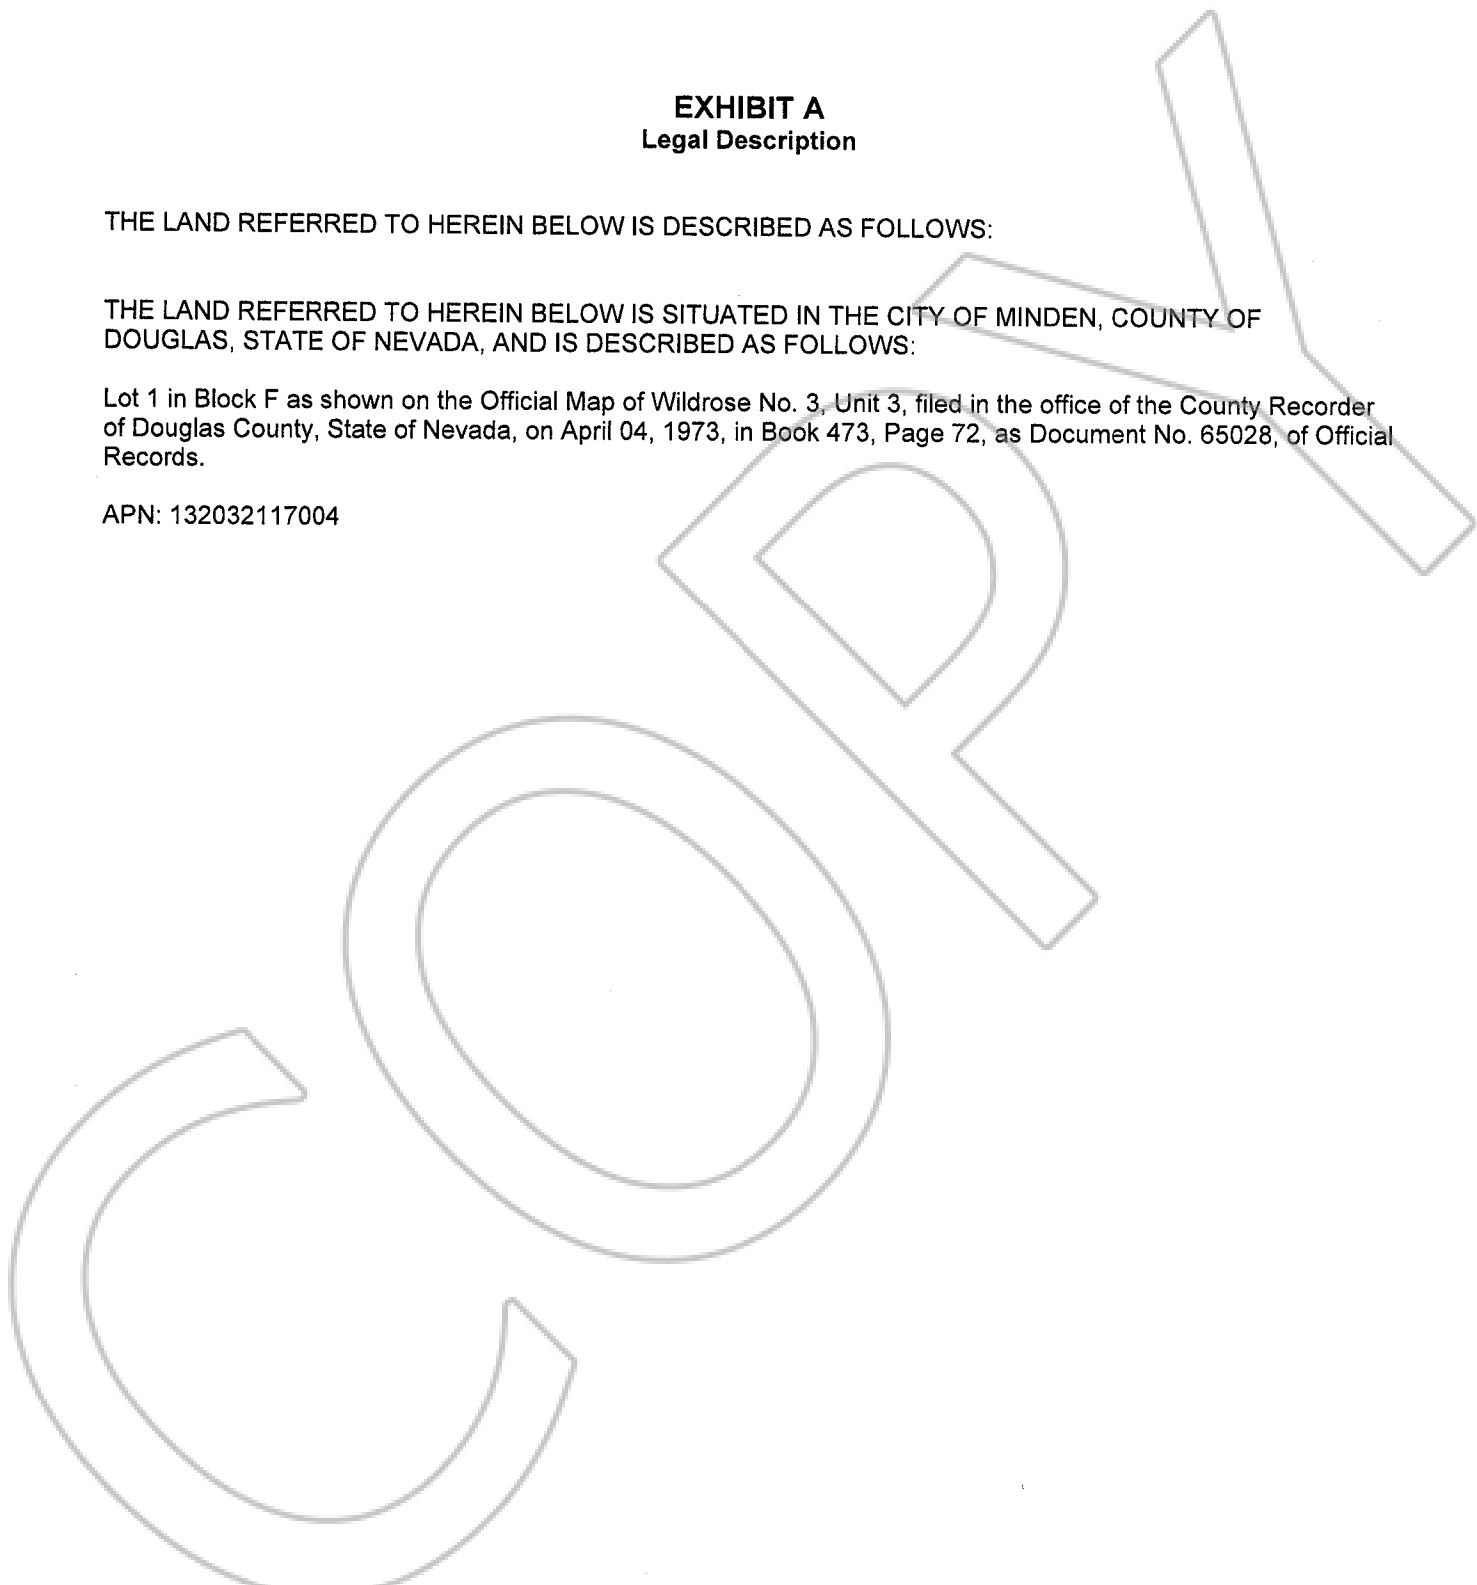 EXHIBIT A
Legal Description
THE LAND REFERRED TO HEREIN BELOW IS DESCRIBED AS FOLLOWS:
THE LAND REFERRED TO HEREIN BELOW IS SITUATED IN THE CITY OF MINDEN, COUNTY OF
DOUGLAS, STATE OF NEVADA, AND IS DESCRIBED AS FOLLOWS:
Lot 1 in Block F as shown on the Official Map of Wildrose No. 3, Unit 3, filed in the office of the County Recorder
of Douglas County, State of Nevada, on April 04, 1973, in Book 473, Page 72, as Document No. 65028, of Official
Records.
APN: 132032117004
COPY